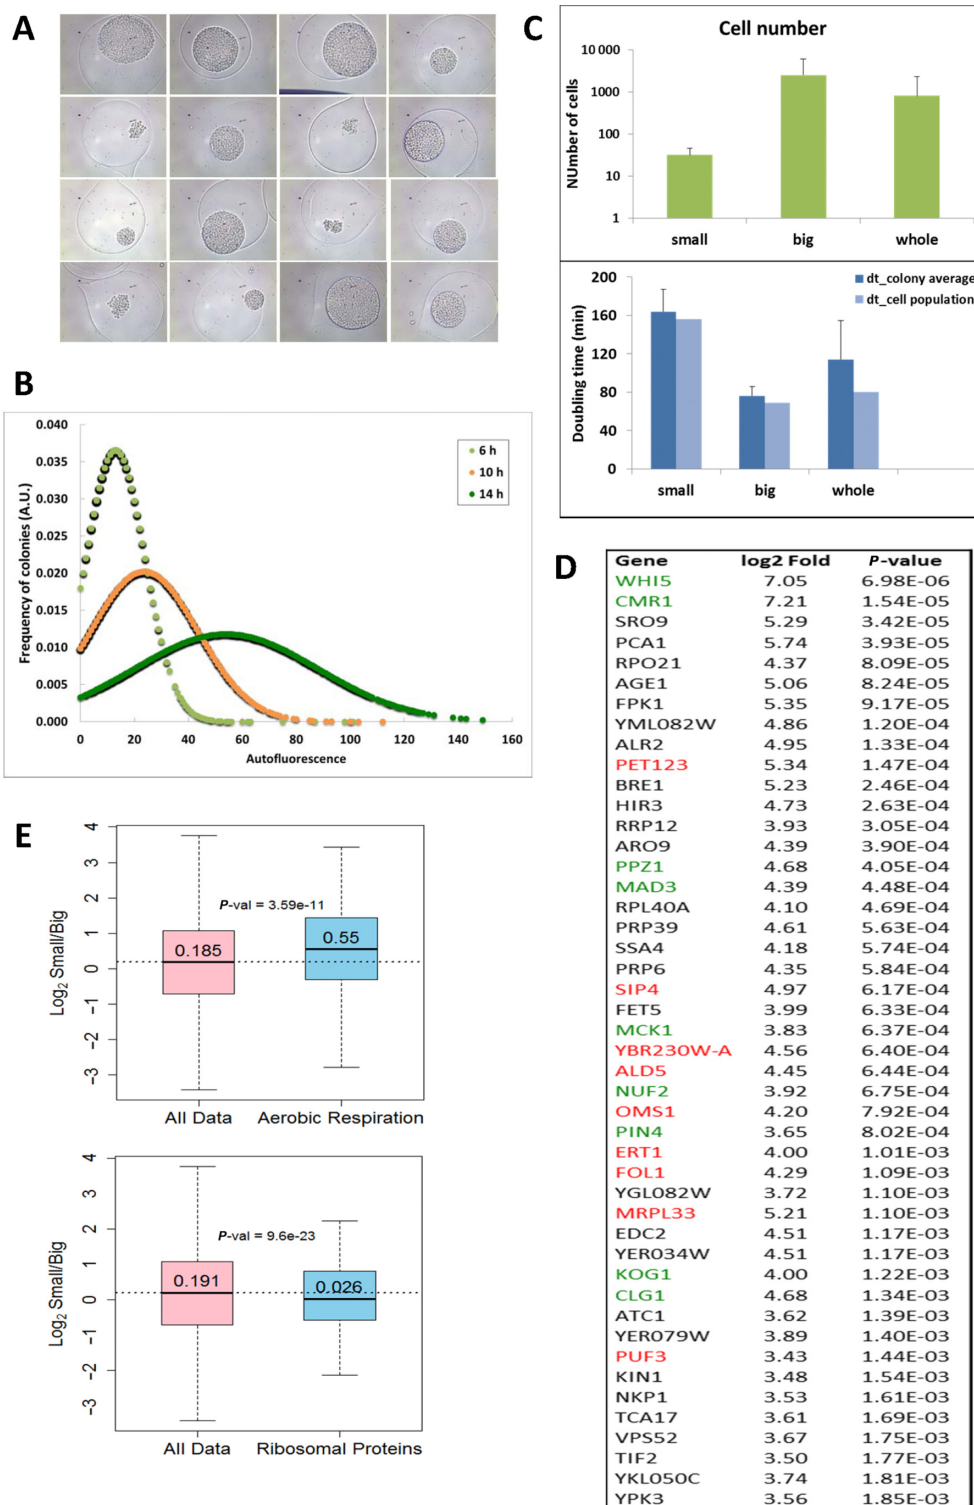 A
B
Frequency of colonies (A.U.)
0.040
0.035
0.030
0.025
0.020
0.015
0.010
0.005
0.000
0 20 40 60 80 100 120 140 160
Autofluorescence
6 h
10 h
14 h
C
Cell number
NUmber of cells
10 000
1000
100
10
1
small big whole
Doubling time (min)
200
160
120
80
40
0
dt_colony average
dt_cell population
small big whole
D
Gene log2 Fold P-value
WHI5 7.05 6.98E-06
CMR1 7.21 1.54E-05
SRO9 5.29 3.42E-05
PCA1 5.74 3.93E-05
RPO21 4.37 8.09E-05
AGE1 5.06 8.24E-05
FPK1 5.35 9.17E-05
YML082W 4.86 1.20E-04
ALR2 4.95 1.33E-04
PET123 5.34 1.47E-04
BRE1 5.23 2.46E-04
HIR3 4.73 2.63E-04
RRP12 3.93 3.05E-04
ARO9 4.39 3.90E-04
PPZ1 4.68 4.05E-04
MAD3 4.39 4.48E-04
RPL40A 4.10 4.69E-04
PRP39 4.61 5.63E-04
SSA4 4.18 5.74E-04
PRP6 4.35 5.84E-04
SIP4 4.97 6.17E-04
FET5 3.99 6.33E-04
MCK1 3.83 6.37E-04
YBR230W-A 4.56 6.40E-04
ALD5 4.45 6.44E-04
NUF2 3.92 6.75E-04
OMS1 4.20 7.92E-04
PIN4 3.65 8.02E-04
ERT1 4.00 1.01E-03
FOL1 4.29 1.09E-03
YGL082W 3.72 1.10E-03
MRPL33 5.21 1.10E-03
EDC2 4.51 1.17E-03
YER034W 4.51 1.17E-03
KOG1 4.00 1.22E-03
CLG1 4.68 1.34E-03
ATC1 3.62 1.39E-03
YER079W 3.89 1.40E-03
PUF3 3.43 1.44E-03
KIN1 3.48 1.54E-03
NKP1 3.53 1.61E-03
TCA17 3.61 1.69E-03
VPS52 3.67 1.75E-03
TIF2 3.50 1.77E-03
YKL050C 3.74 1.81E-03
YPK3 3.56 1.85E-03
E
Log2 Small/Big
4
3
2
1
0
−1
−2
−3
P-val = 3.59e-11
0.185
0.55
All Data Aerobic Respiration
Log2 Small/Big
4
3
2
1
0
−1
−2
−3
P-val = 9.6e-23
0.191
0.026
All Data Ribosomal Proteins